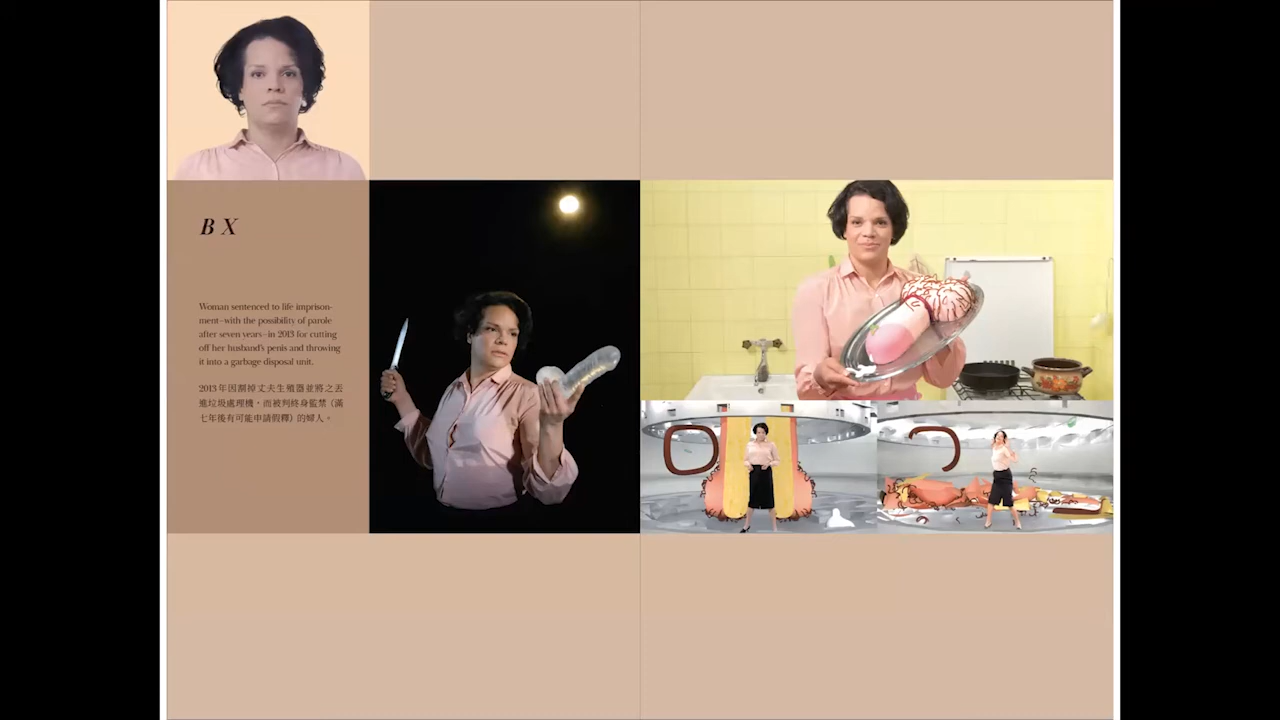 B X
Woman sentenced to life imprison-
ment–with the possibility of parole
after seven years–in 2013 for cutting
off her husband's penis and throwing
it into a garbage disposal unit.
2013年因割掉丈夫生殖器並將之丟
進垃圾處理機，而被判終身監禁（滿
七年後有可能申請假釋）的婦人。